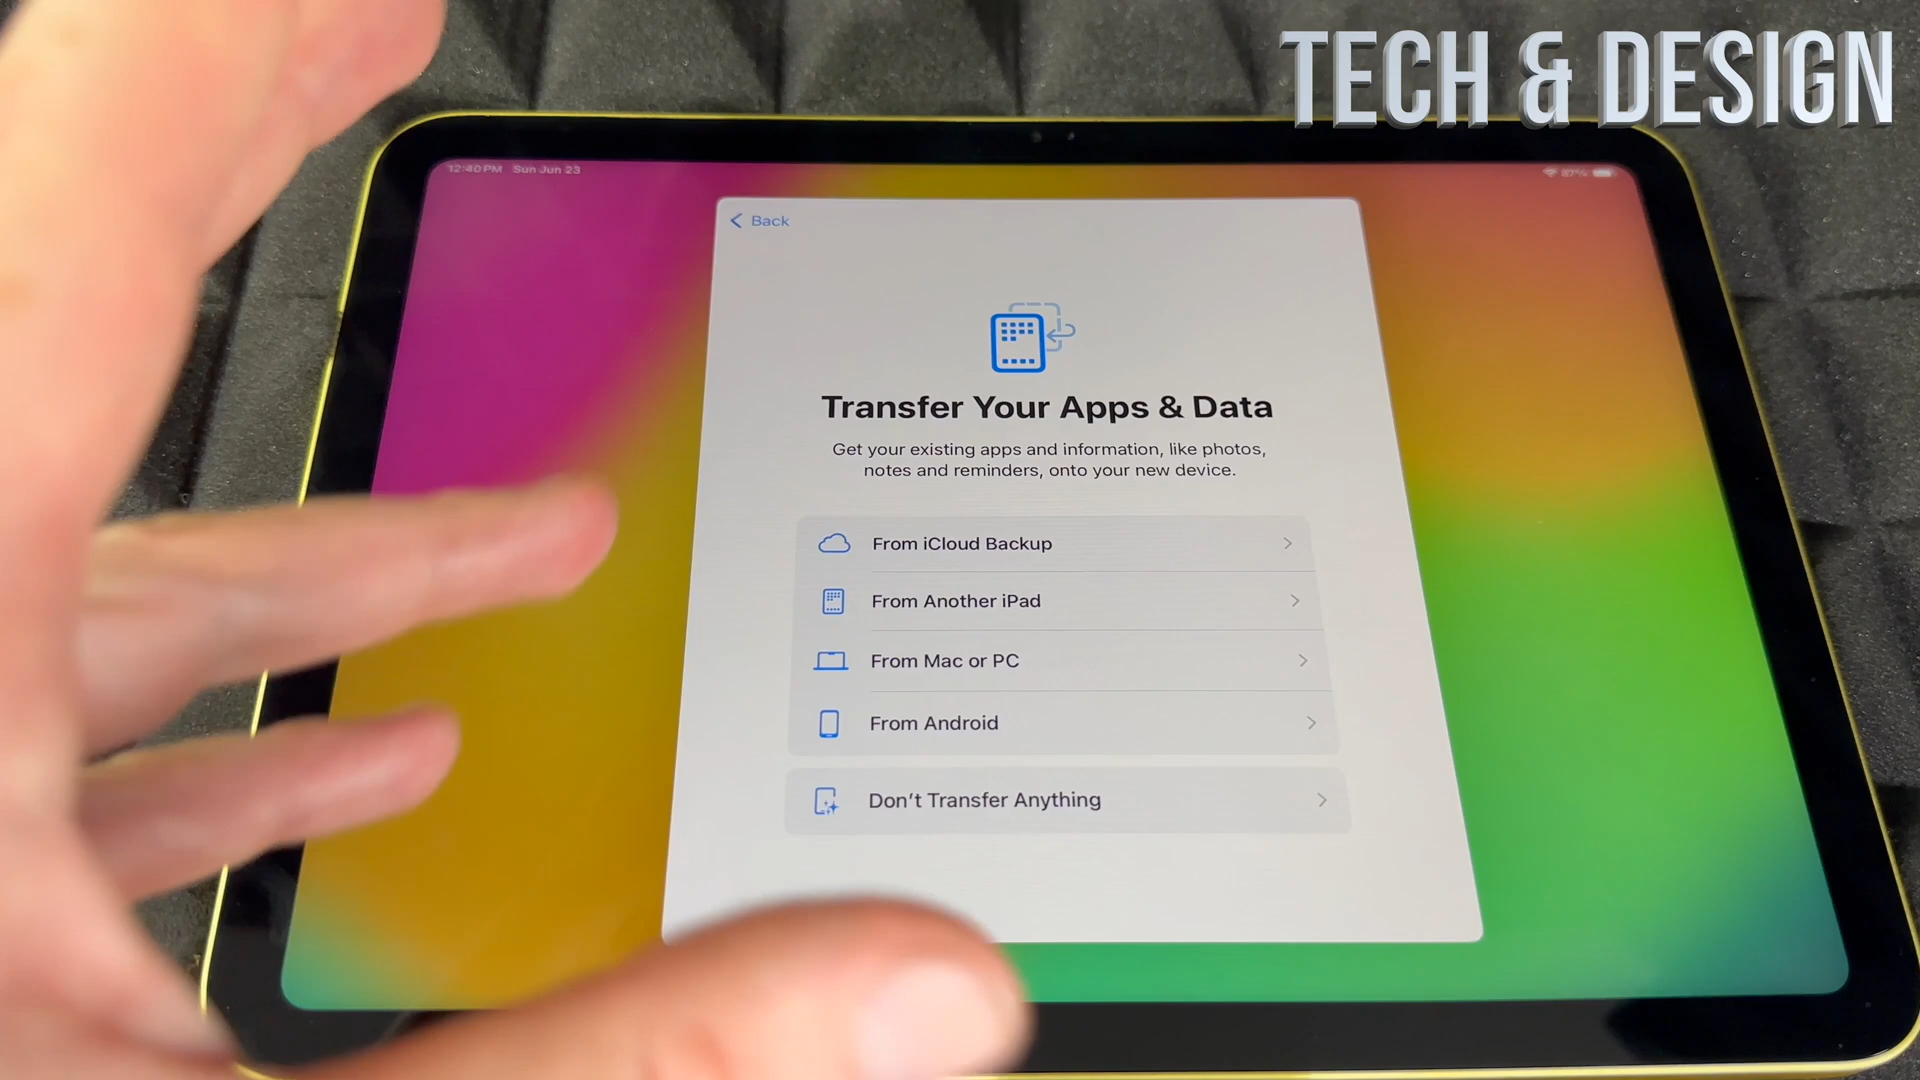 TECH & DESIGN
12:40 PM Sun Jun 23
87%
Back
Transfer Your Apps & Data
Get your existing apps and information, like photos,
notes and reminders, onto your new device.
From iCloud Backup
From Another iPad
From Mac or PC
From Android
Don't Transfer Anything